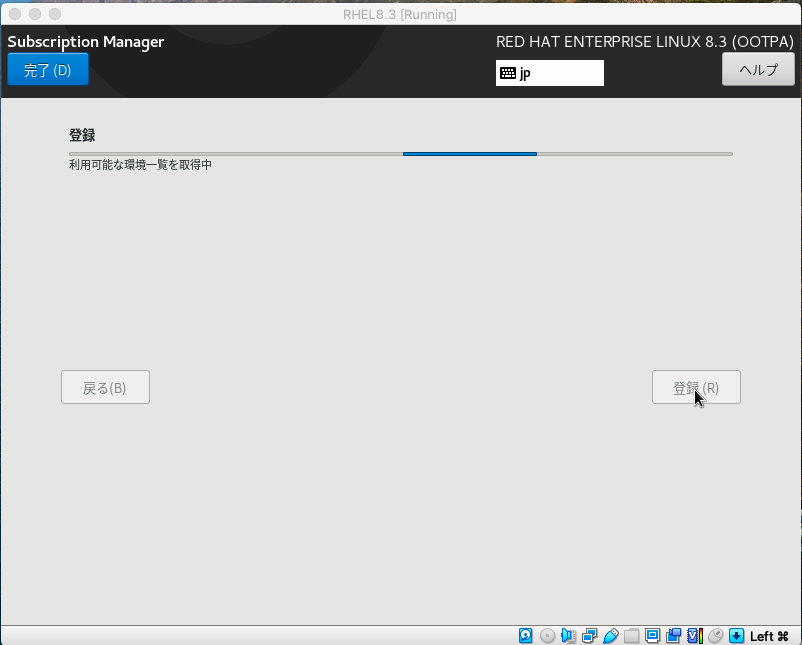 RHEL8.3 [Running]
Subscription Manager
RED HAT ENTERPRISE LINUX 8.3 (OOTPA)
完了 (D)
jp
ヘルプ
登録
利用可能な環境一覧を取得中
戻る(B)
登録 (R)
Left ⌘